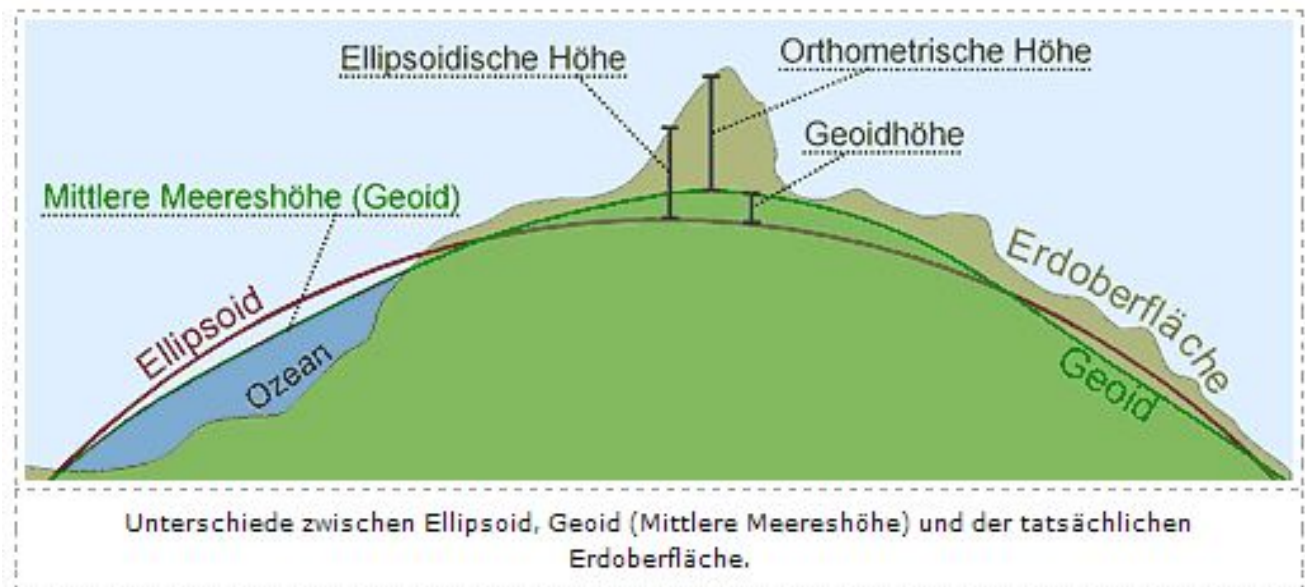 Ellipsoidische Höhe
Orthometrische Höhe
Geoidhöhe
Mittlere Meereshöhe (Geoid)
Ellipsoid
Ozean
Erdoberfläche
Geoid
Unterschiede zwischen Ellipsoid, Geoid (Mittlere Meereshöhe) und der tatsächlichen
Erdoberfläche.